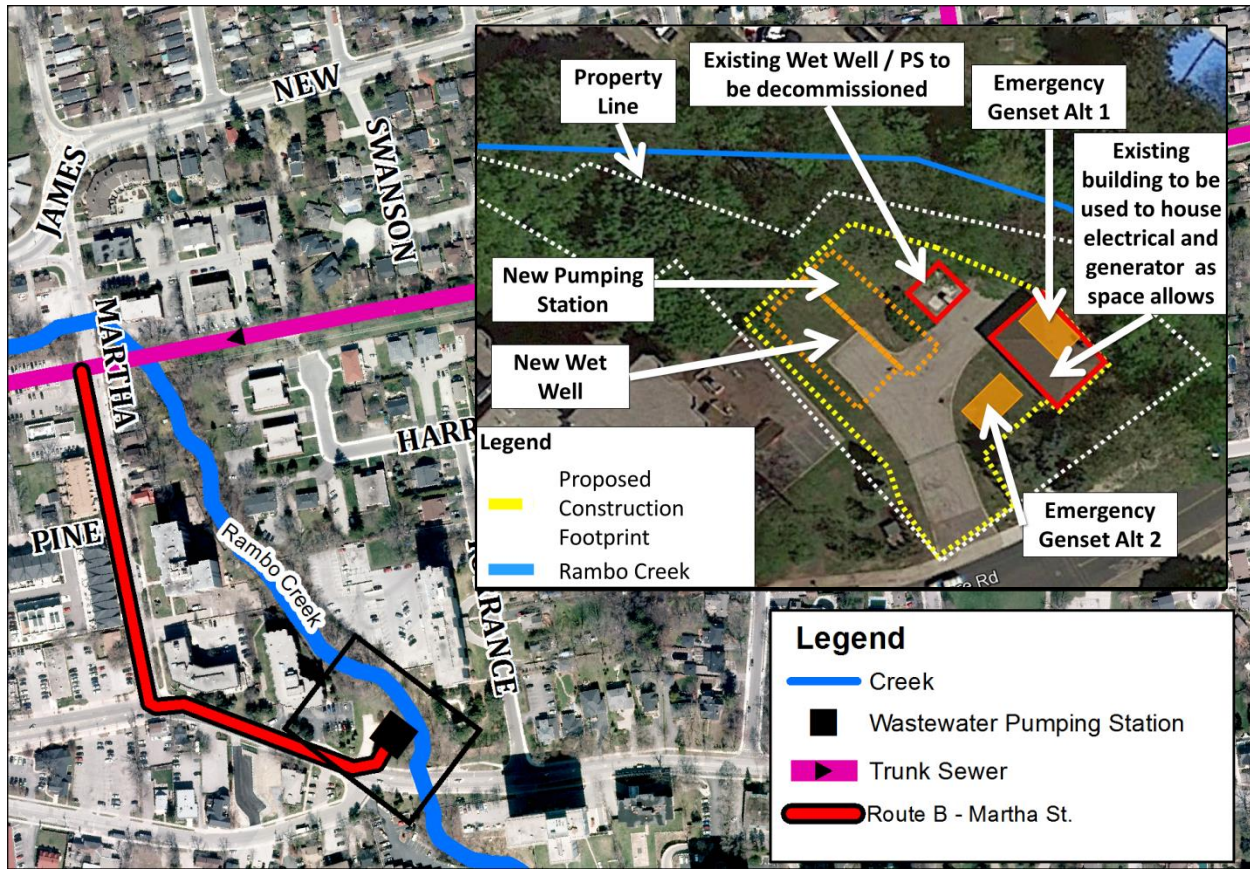 NEW
SWANSON
JAMES
MARTHA
HARR
PINE
Rambo Creek
RANCE
Property
Line
Existing Wet Well / PS to
be decommissioned
Emergency
Genset Alt 1
Existing
building to be
used to house
electrical and
generator as
space allows
New Pumping
Station
New Wet
Well
Emergency
Genset Alt 2
Rd
Legend
Proposed
Construction
Footprint
Rambo Creek
Legend
Creek
Wastewater Pumping Station
Trunk Sewer
Route B - Martha St.